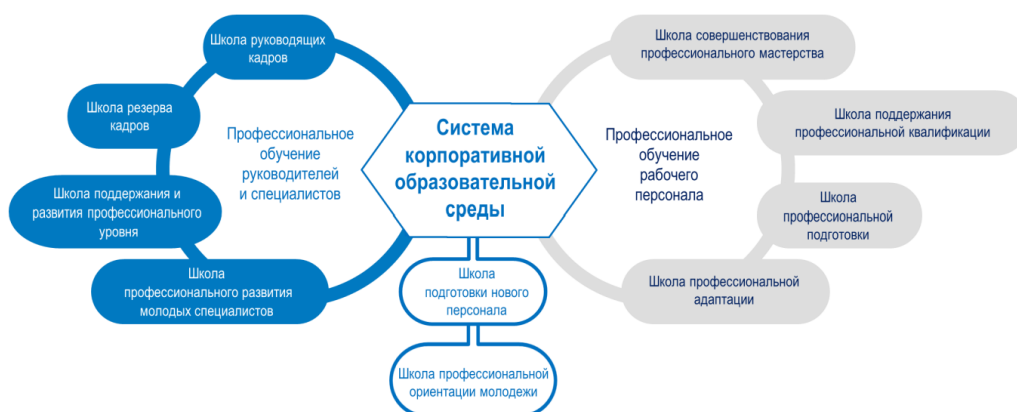 Школа руководящих
кадров
Школа резерва
кадров
Профессиональное
обучение
руководителей
и специалистов
Школа поддержания и
развития профессионального
уровня
Школа
профессионального развития
молодых специалистов
Система
корпоративной
образовательной
среды
Школа
подготовки нового
персонала
Школа профессиональной
ориентации молодежи
Школа совершенствования
профессионального мастерства
Школа поддержания
профессиональной квалификации
Профессиональное
обучение
рабочего
персонала
Школа
профессиональной
подготовки
Школа профессиональной
адаптации